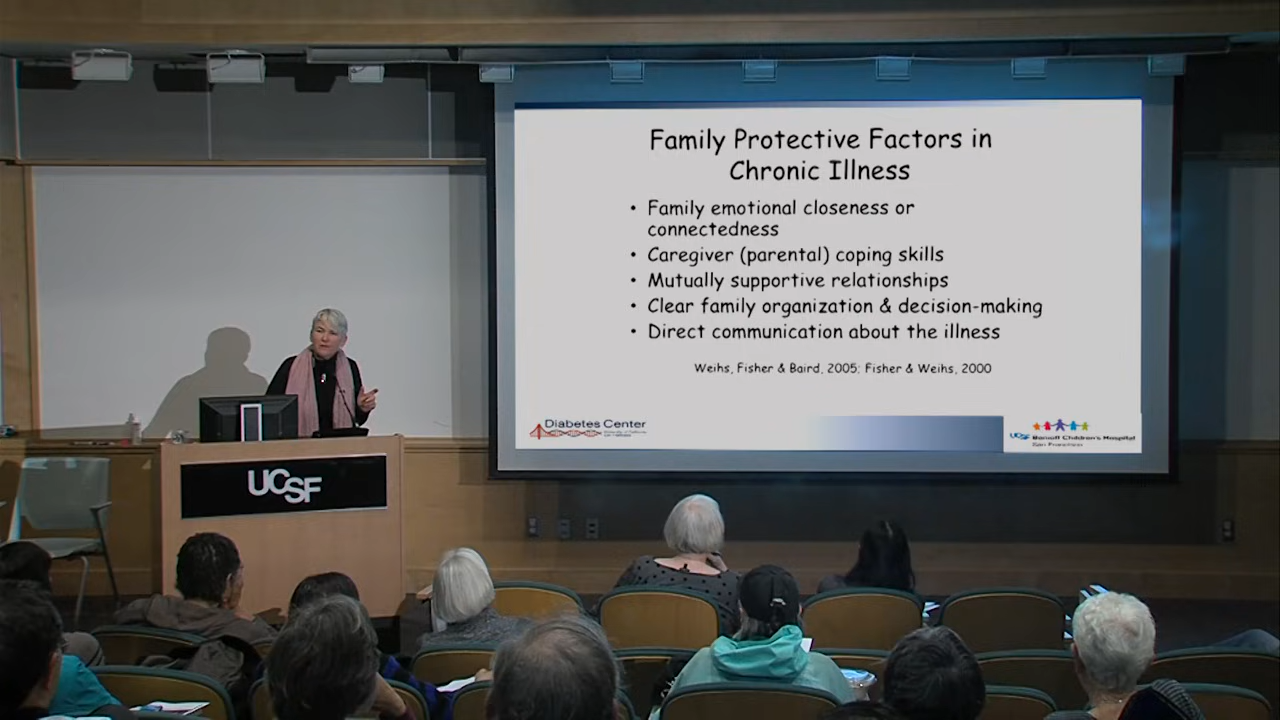 Family Protective Factors in
Chronic Illness
• Family emotional closeness or
connectedness
• Caregiver (parental) coping skills
• Mutually supportive relationships
• Clear family organization & decision-making
• Direct communication about the illness
Weihs, Fisher & Baird, 2005; Fisher & Weihs, 2000
Diabetes Center
UCSF Benioff Children's Hospital
San Francisco
UCSF